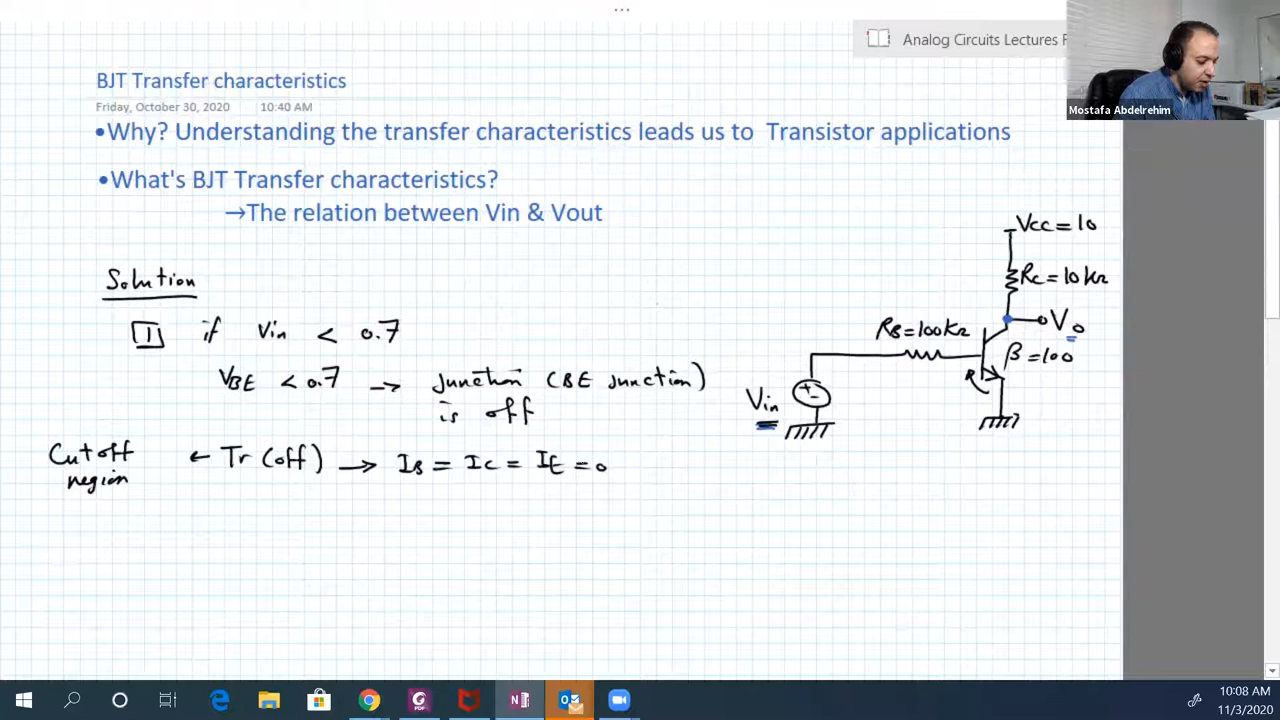 ...
Analog Circuits Lectures F
Mostafa Abdelrehim
BJT Transfer characteristics
Friday, October 30, 2020 10:40 AM
•Why? Understanding the transfer characteristics leads us to Transistor applications
•What's BJT Transfer characteristics?
→The relation between Vin & Vout
Solution
1 if Vin < 0.7
VBE < 0.7 → junction (BE junction)
is off
Cutoff ← Tr (off) → IB = IC = IE = 0
region
VCC = 10
RC = 10kΩ
Vo
RB = 100kΩ
β = 100
Vin
+
-
PDF
N
10:08 AM
11/3/2020